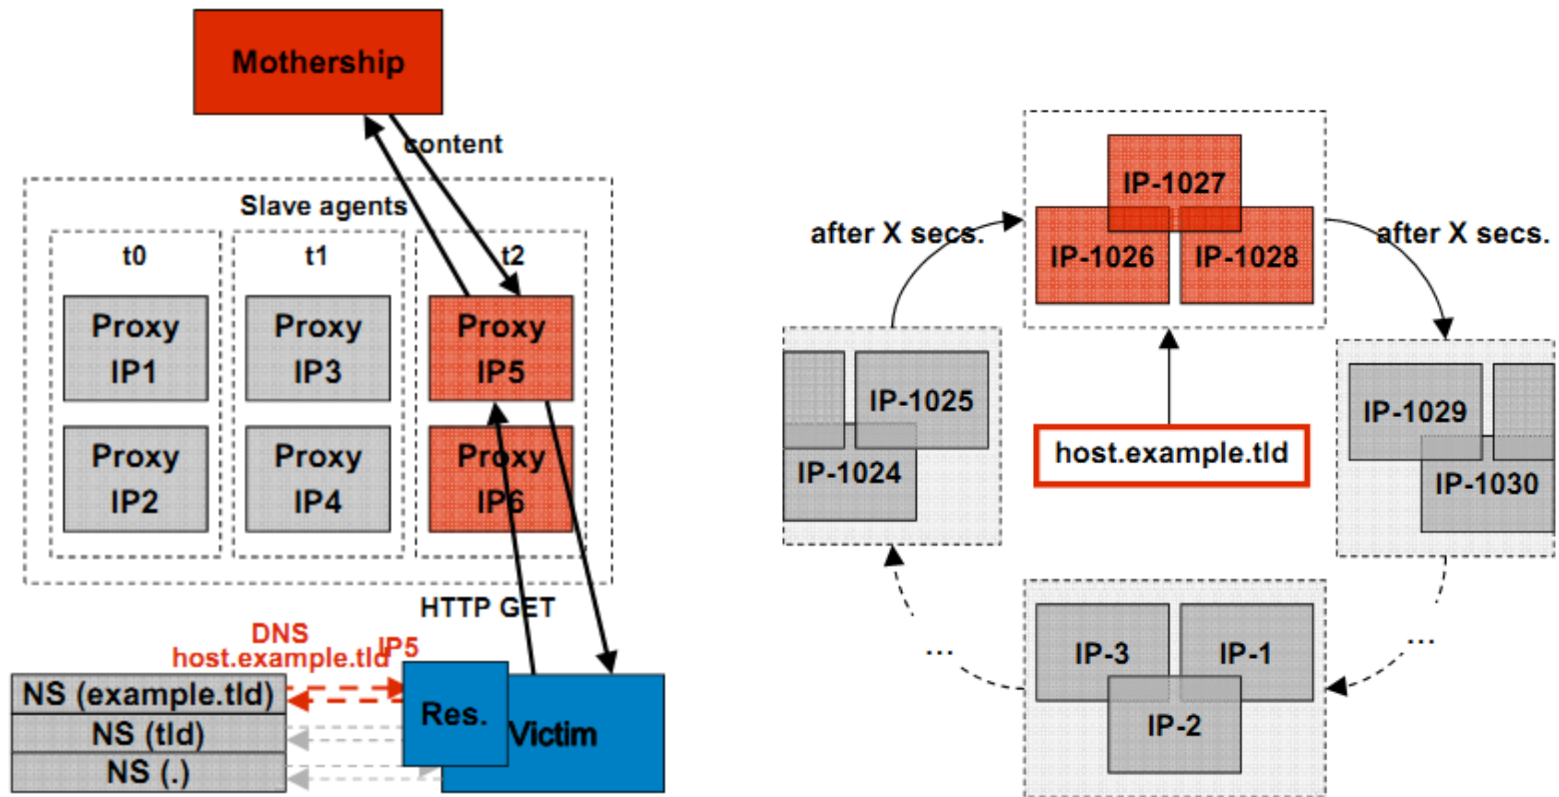 Mothership
content
Slave agents
t0
t1
t2
Proxy
IP1
Proxy
IP3
Proxy
IP5
Proxy
IP2
Proxy
IP4
Proxy
IP6
HTTP GET
DNS
host.example.tld
IP5
NS (example.tld)
NS (tld)
NS (.)
Res.
Victim
IP-1027
IP-1026
IP-1028
after X secs.
after X secs.
IP-1025
IP-1024
host.example.tld
IP-1029
IP-1030
...
...
IP-3
IP-1
IP-2